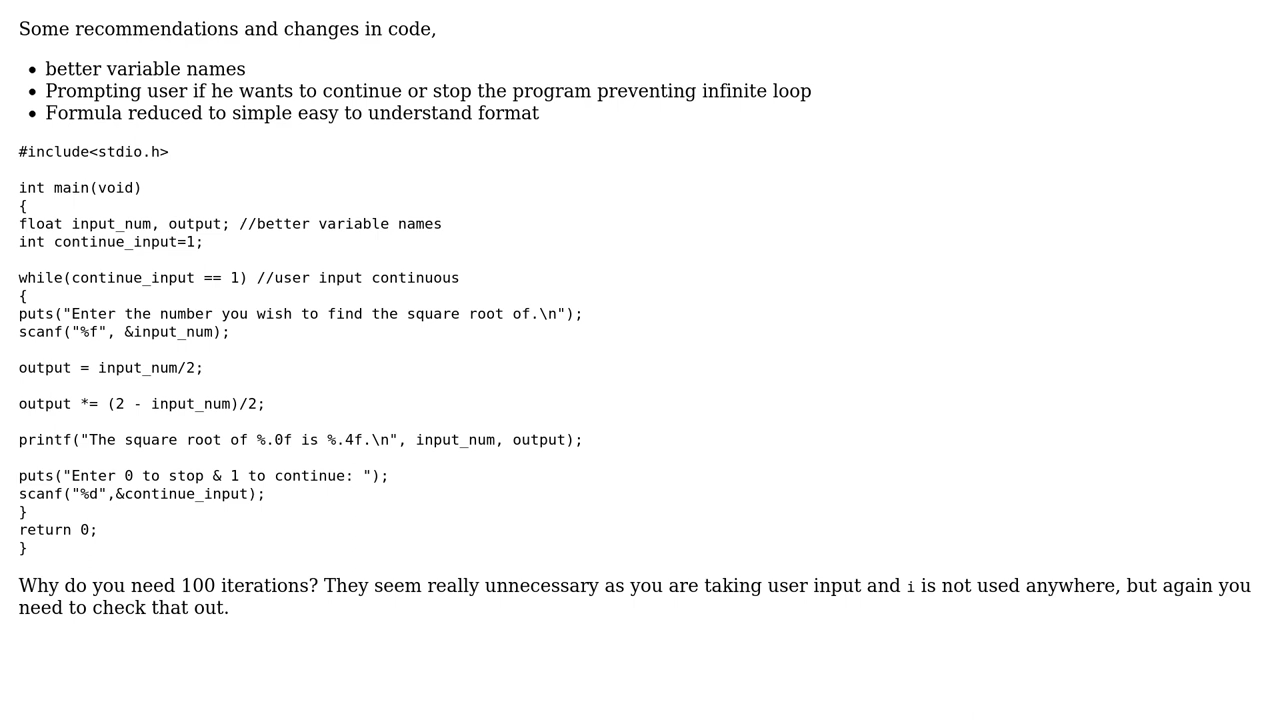 Some recommendations and changes in code,
• better variable names
• Prompting user if he wants to continue or stop the program preventing infinite loop
• Formula reduced to simple easy to understand format
#include<stdio.h>
int main(void)
{
float input_num, output; //better variable names
int continue_input=1;
while(continue_input == 1) //user input continuous
{
puts("Enter the number you wish to find the square root of.\n");
scanf("%f", &input_num);
output = input_num/2;
output *= (2 - input_num)/2;
printf("The square root of %.0f is %.4f.\n", input_num, output);
puts("Enter 0 to stop & 1 to continue: ");
scanf("%d",&continue_input);
}
return 0;
}
Why do you need 100 iterations? They seem really unnecessary as you are taking user input and i is not used anywhere, but again you
need to check that out.